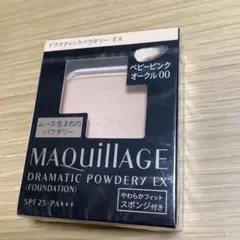 ドラマティックパウダリー EX
ベビーピンク
オークル00
ムース生まれの
パウダリー
MAQuillAGE
DRAMATIC POWDERY EX
(FOUNDATION)
SPF25・PA+++
やわらかフィット
スポンジ付き